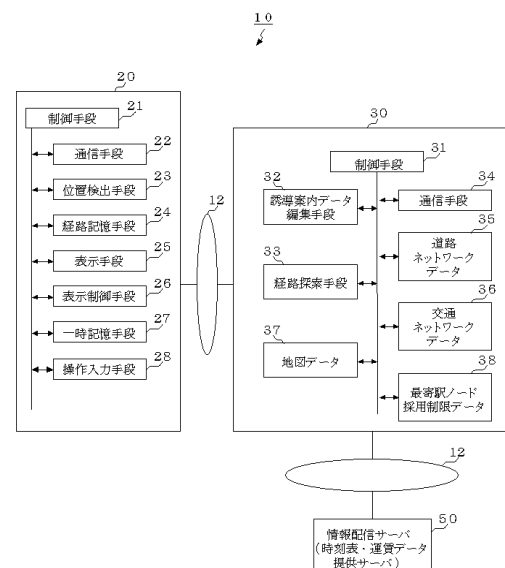 10
20
制御手段
21
通信手段
22
位置検出手段
23
経路記憶手段
24
表示手段
25
表示制御手段
26
一時記憶手段
27
操作入力手段
28
12
30
制御手段
31
32
誘導案内データ
編集手段
33
経路探索手段
37
地図データ
34
通信手段
35
道路
ネットワーク
データ
36
交通
ネットワーク
データ
38
最寄駅ノード
採用制限データ
12
50
情報配信サーバ
(時刻表・運賃データ
提供サーバ)